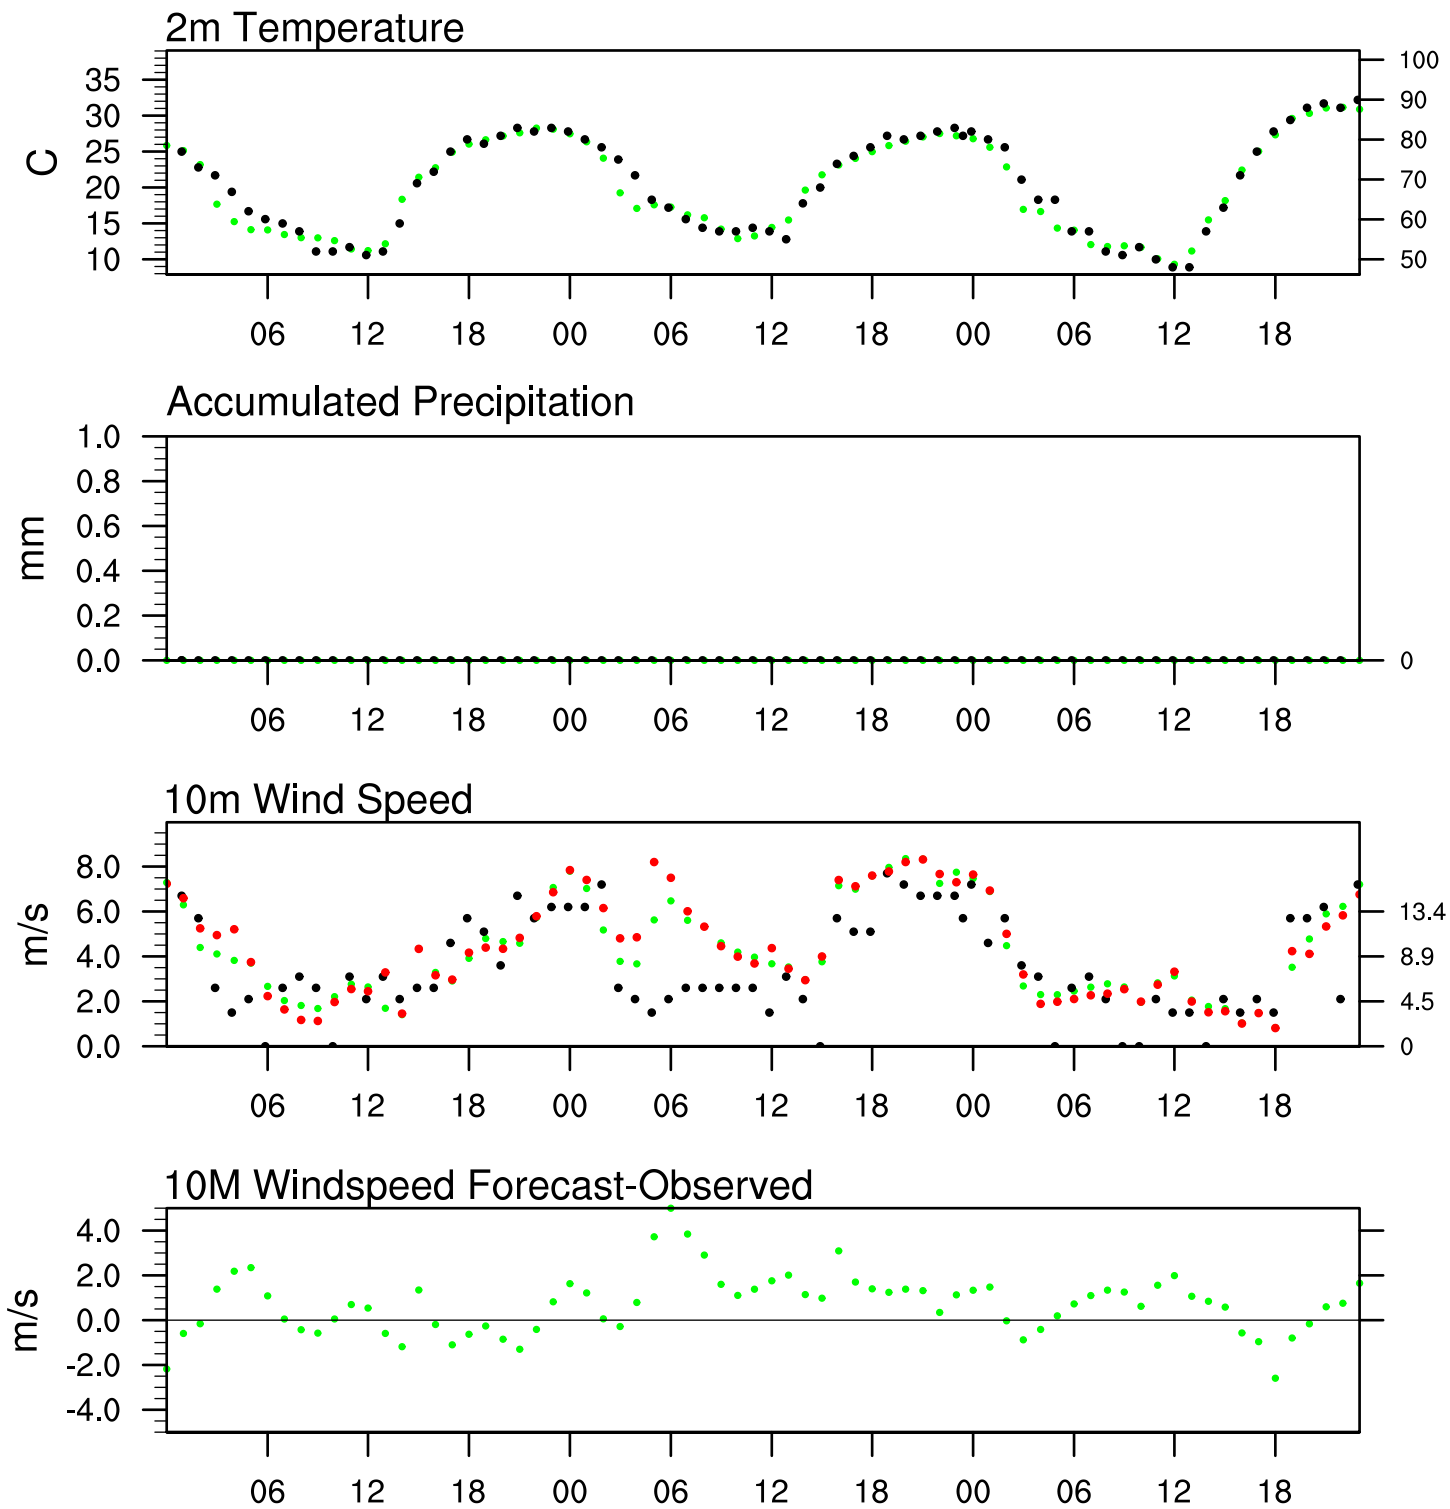 2m Temperature
35 100
30 90
25 80
20 70
15 60
10 50
C
06 12 18 00 06 12 18 00 06 12 18
Accumulated Precipitation
1.0
0.8
0.6
0.4
0.2
0.0 0
mm
06 12 18 00 06 12 18 00 06 12 18
10m Wind Speed
8.0
6.0 13.4
4.0 8.9
2.0 4.5
0.0 0
m/s
06 12 18 00 06 12 18 00 06 12 18
10M Windspeed Forecast-Observed
4.0
2.0
0.0
-2.0
-4.0
m/s
06 12 18 00 06 12 18 00 06 12 18